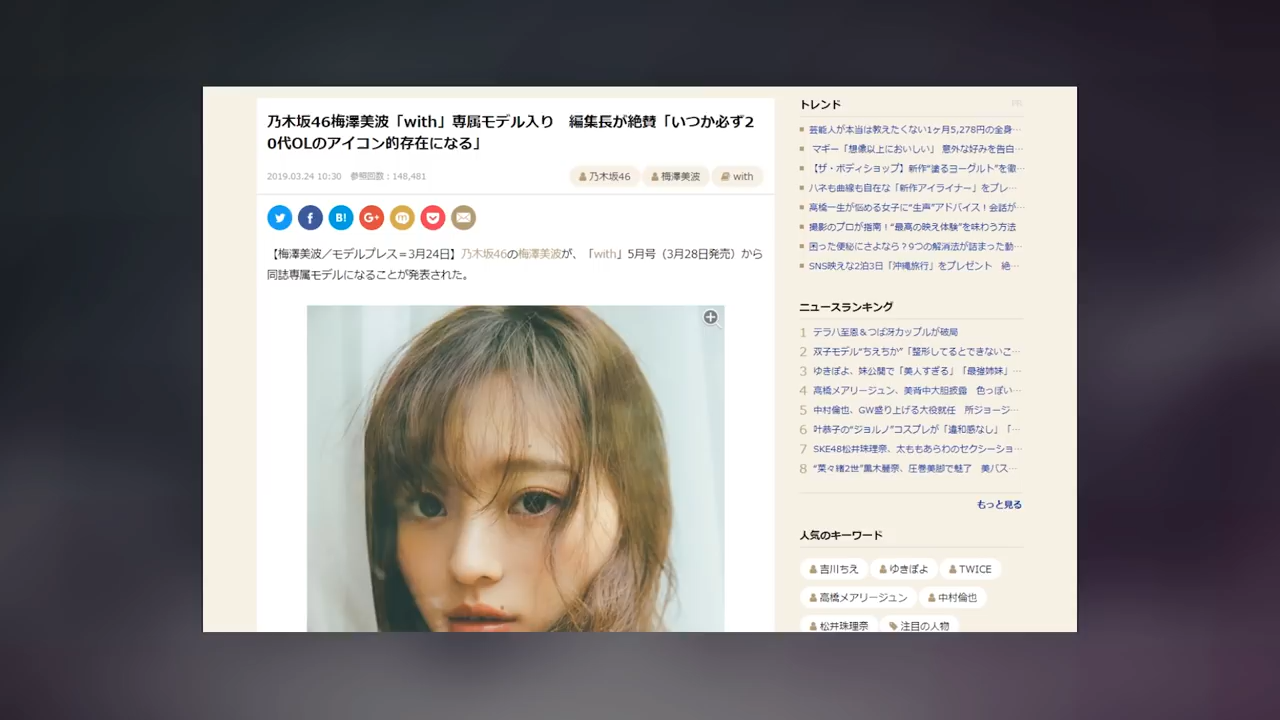 乃木坂46梅澤美波「with」専属モデル入り　編集長が絶賛「いつか必ず2
0代OLのアイコン的存在になる」
2019.03.24 10:30　参照回数：148,481
乃木坂46
梅澤美波
with
B!
G+
m
【梅澤美波／モデルプレス＝3月24日】乃木坂46の梅澤美波が、「with」5月号（3月28日発売）から
同誌専属モデルになることが発表された。
トレンド
PR
芸能人が本当は教えたくない1ヶ月5,278円の全身…
マギー「想像以上においしい」 意外な好みを告白…
【ザ・ボディショップ】新作“塗るヨーグルト”を徹…
ハネも曲線も自在な「新作アイライナー」をプレ…
高橋一生が悩める女子に“生声”アドバイス！会話が…
撮影のプロが指南！“最高の映え体験”を味わう方法
困った便秘にさよなら？9つの解消法が詰まった動…
SNS映えな2泊3日「沖縄旅行」をプレゼント　絶…
ニュースランキング
1 テラハ至恩＆つば冴カップルが破局
2 双子モデル“ちえちか”「整形してるとできないこ…
3 ゆきぽよ、妹公開で「美人すぎる」「最強姉妹」…
4 高橋メアリージュン、美背中大胆披露　色っぽい…
5 中村倫也、GW盛り上げる大役就任　所ジョージ…
6 叶恭子の“ジョルノ”コスプレが「違和感なし」「…
7 SKE48松井珠理奈、太ももあらわのセクシーショ…
8 “菜々緒2世”黒木麗奈、圧巻美脚で魅了　美バス…
もっと見る
人気のキーワード
吉川ちえ
ゆきぽよ
TWICE
高橋メアリージュン
中村倫也
松井珠理奈
注目の人物